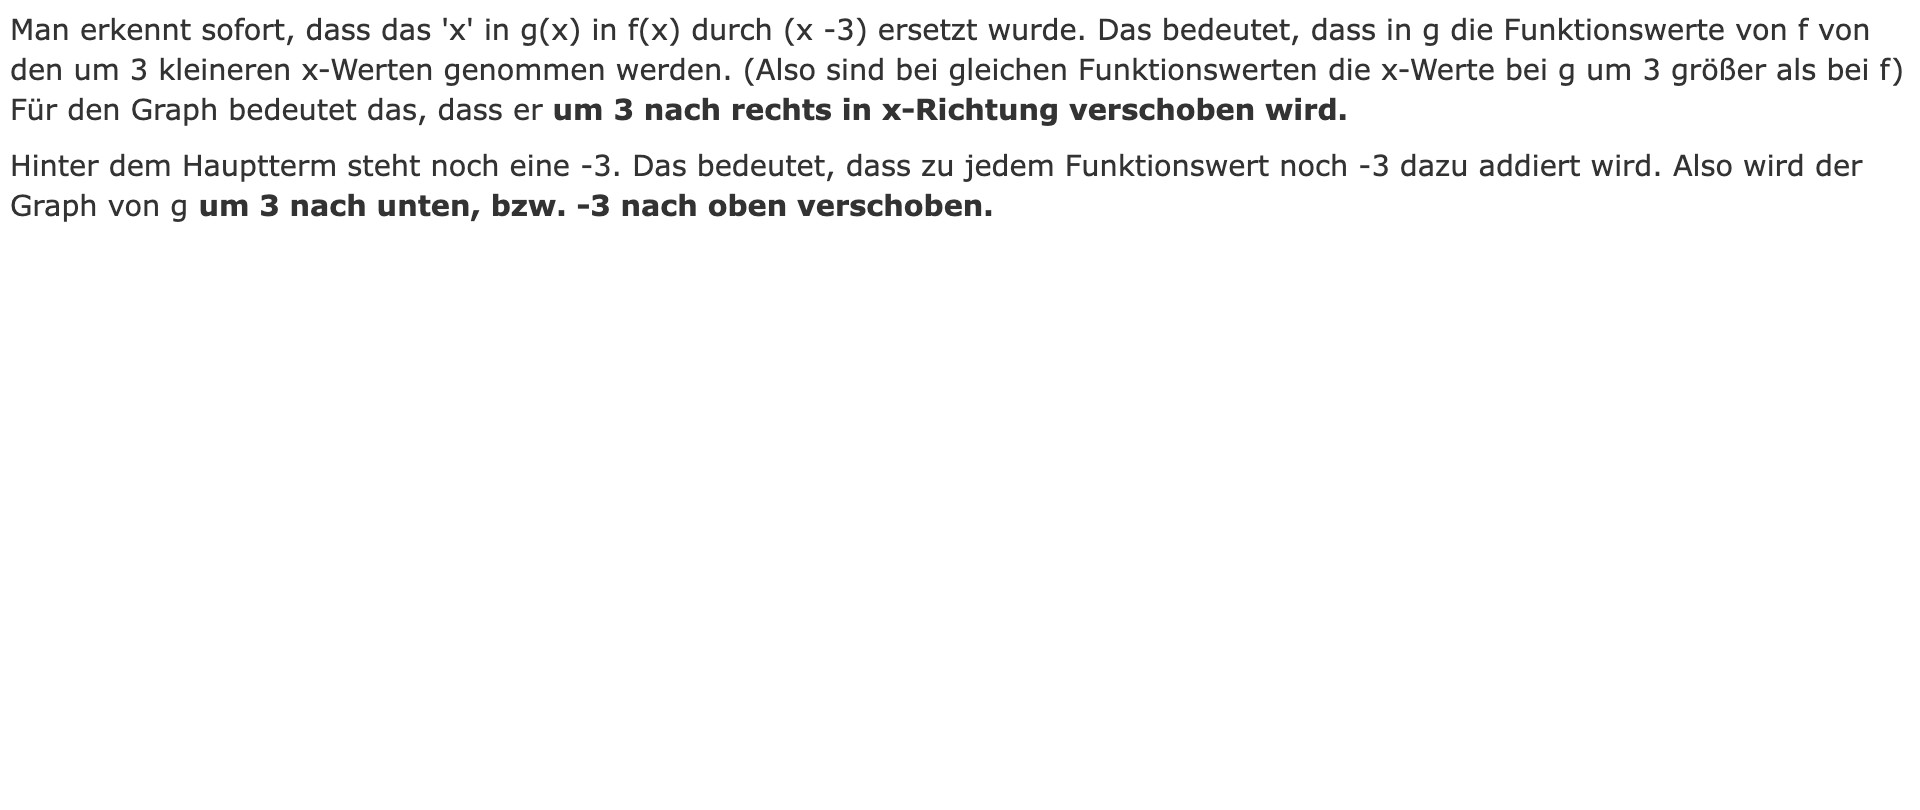 Man erkennt sofort, dass das 'x' in g(x) in f(x) durch (x -3) ersetzt wurde. Das bedeutet, dass in g die Funktionswerte von f von
den um 3 kleineren x-Werten genommen werden. (Also sind bei gleichen Funktionswerten die x-Werte bei g um 3 größer als bei f)
Für den Graph bedeutet das, dass er um 3 nach rechts in x-Richtung verschoben wird.
Hinter dem Hauptterm steht noch eine -3. Das bedeutet, dass zu jedem Funktionswert noch -3 dazu addiert wird. Also wird der
Graph von g um 3 nach unten, bzw. -3 nach oben verschoben.